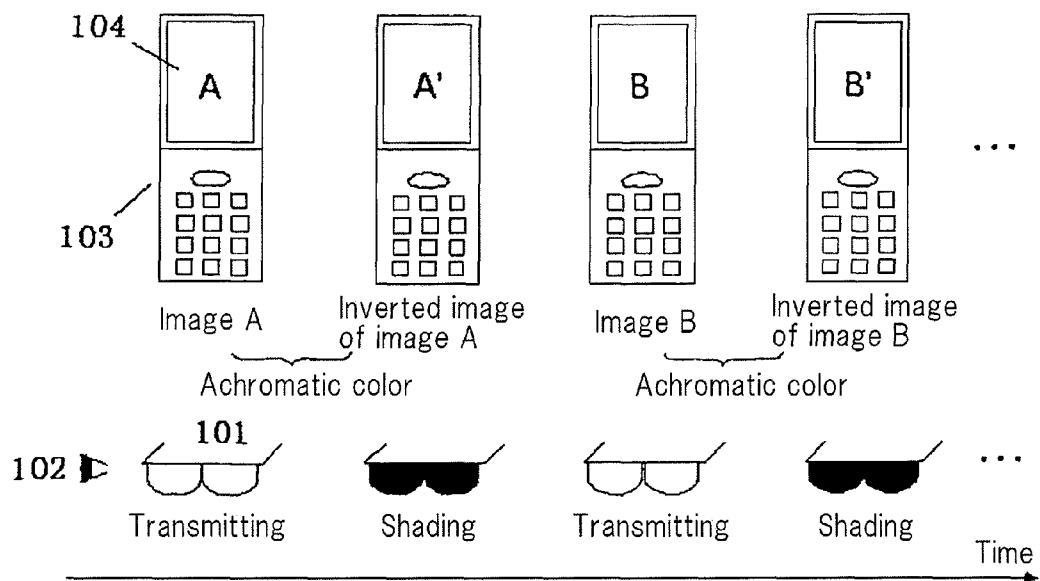 104
A
A'
B
B'
...
103
Image A
Inverted image
of image A
Image B
Inverted image
of image B
Achromatic color
Achromatic color
101
102
...
Transmitting
Shading
Transmitting
Shading
Time